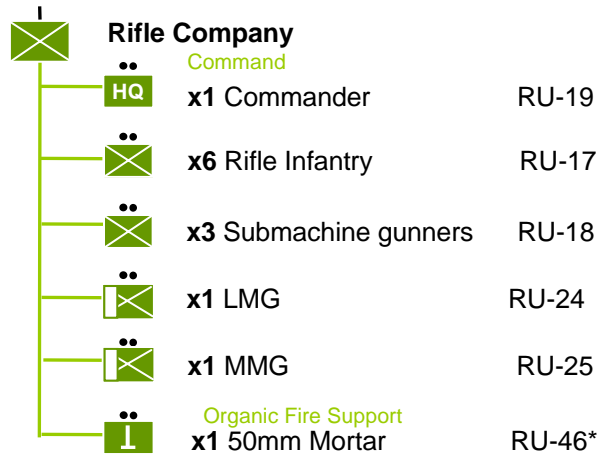 Rifle Company
Command
HQ x1 Commander RU-19
x6 Rifle Infantry RU-17
x3 Submachine gunners RU-18
x1 LMG RU-24
x1 MMG RU-25
Organic Fire Support
x1 50mm Mortar RU-46*